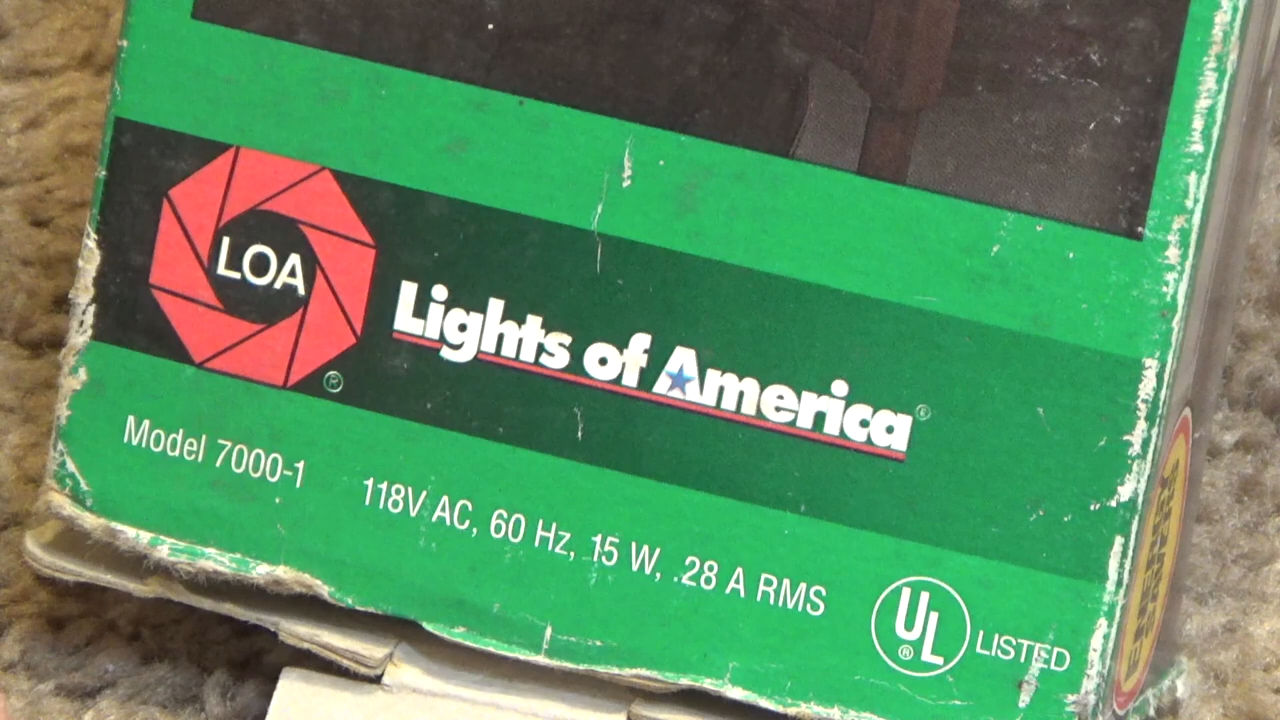 LOA
®
Lights of America®
Model 7000-1 118V AC, 60 Hz, 15 W, .28 A RMS
UL® LISTED